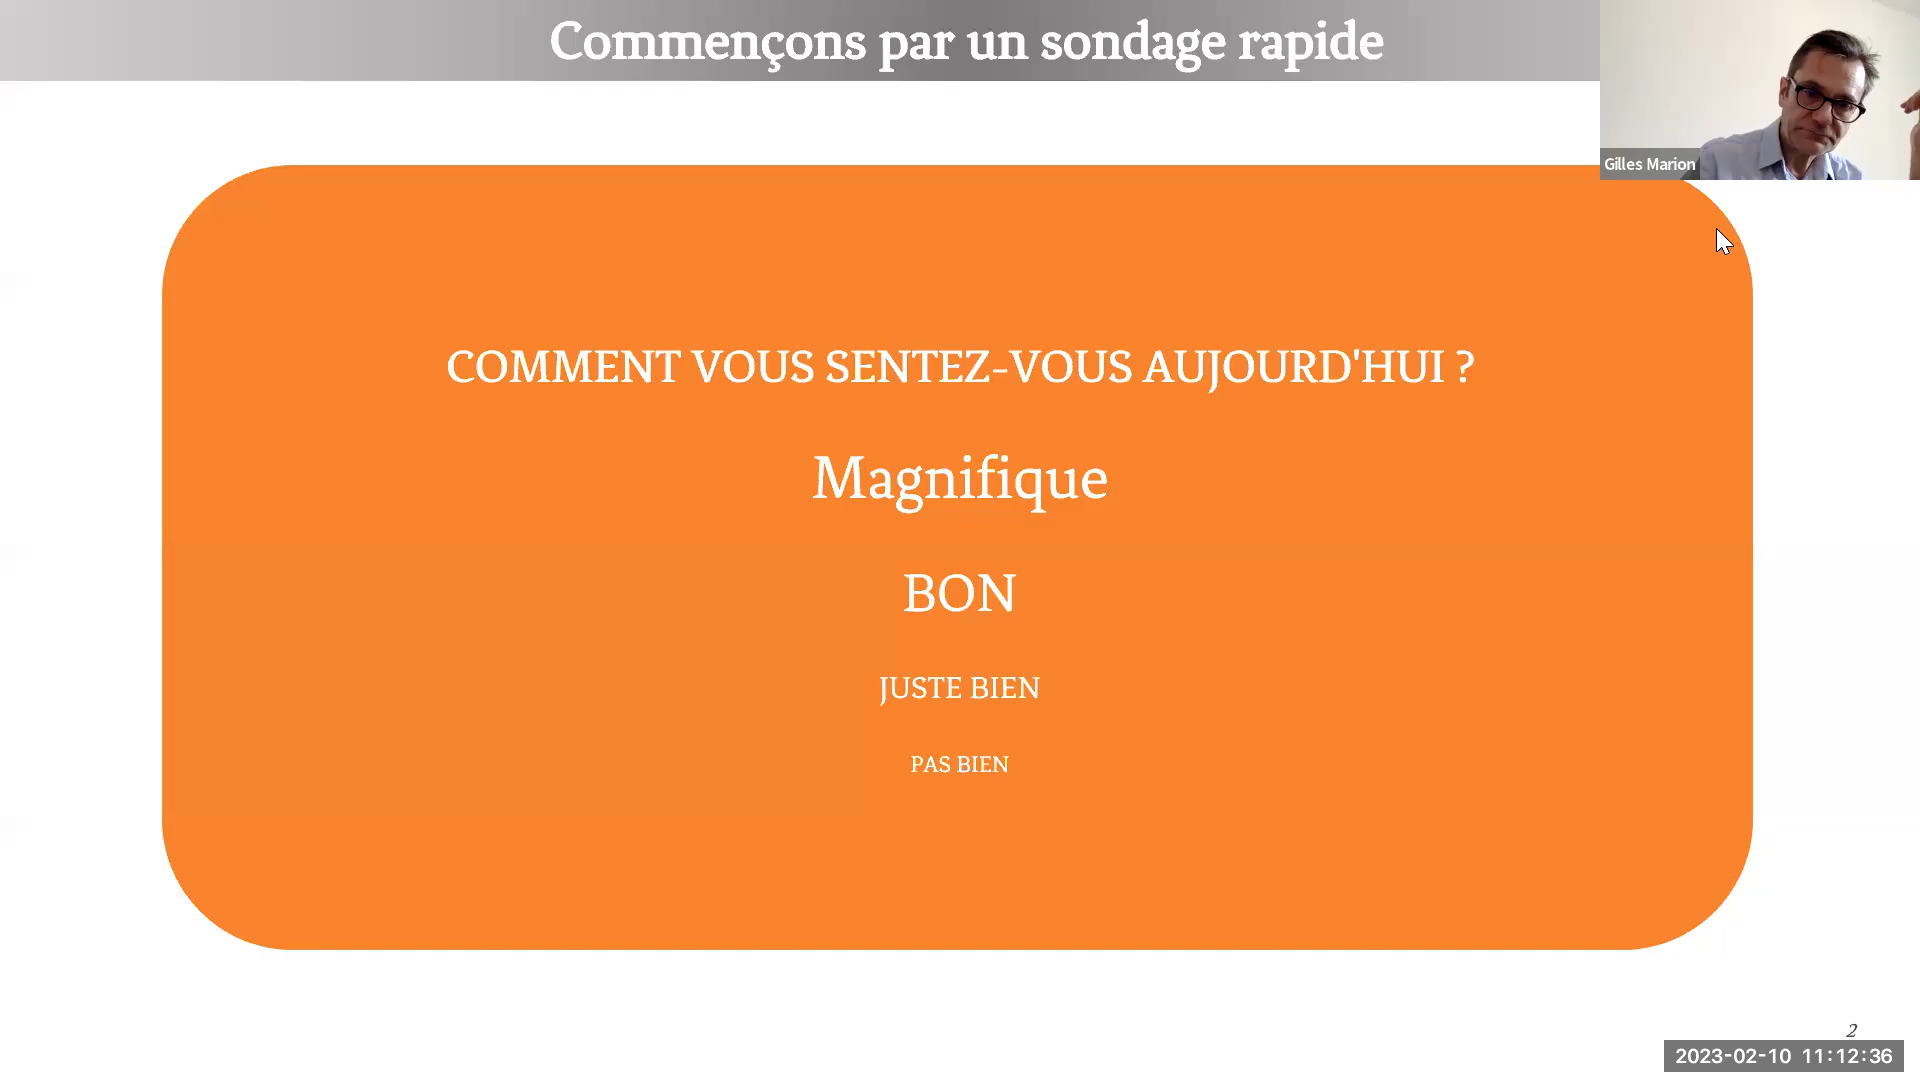 Commençons par un sondage rapide
Gilles Marion
COMMENT VOUS SENTEZ-VOUS AUJOURD'HUI ?
Magnifique
BON
JUSTE BIEN
PAS BIEN
2
2023-02-10 11:12:36